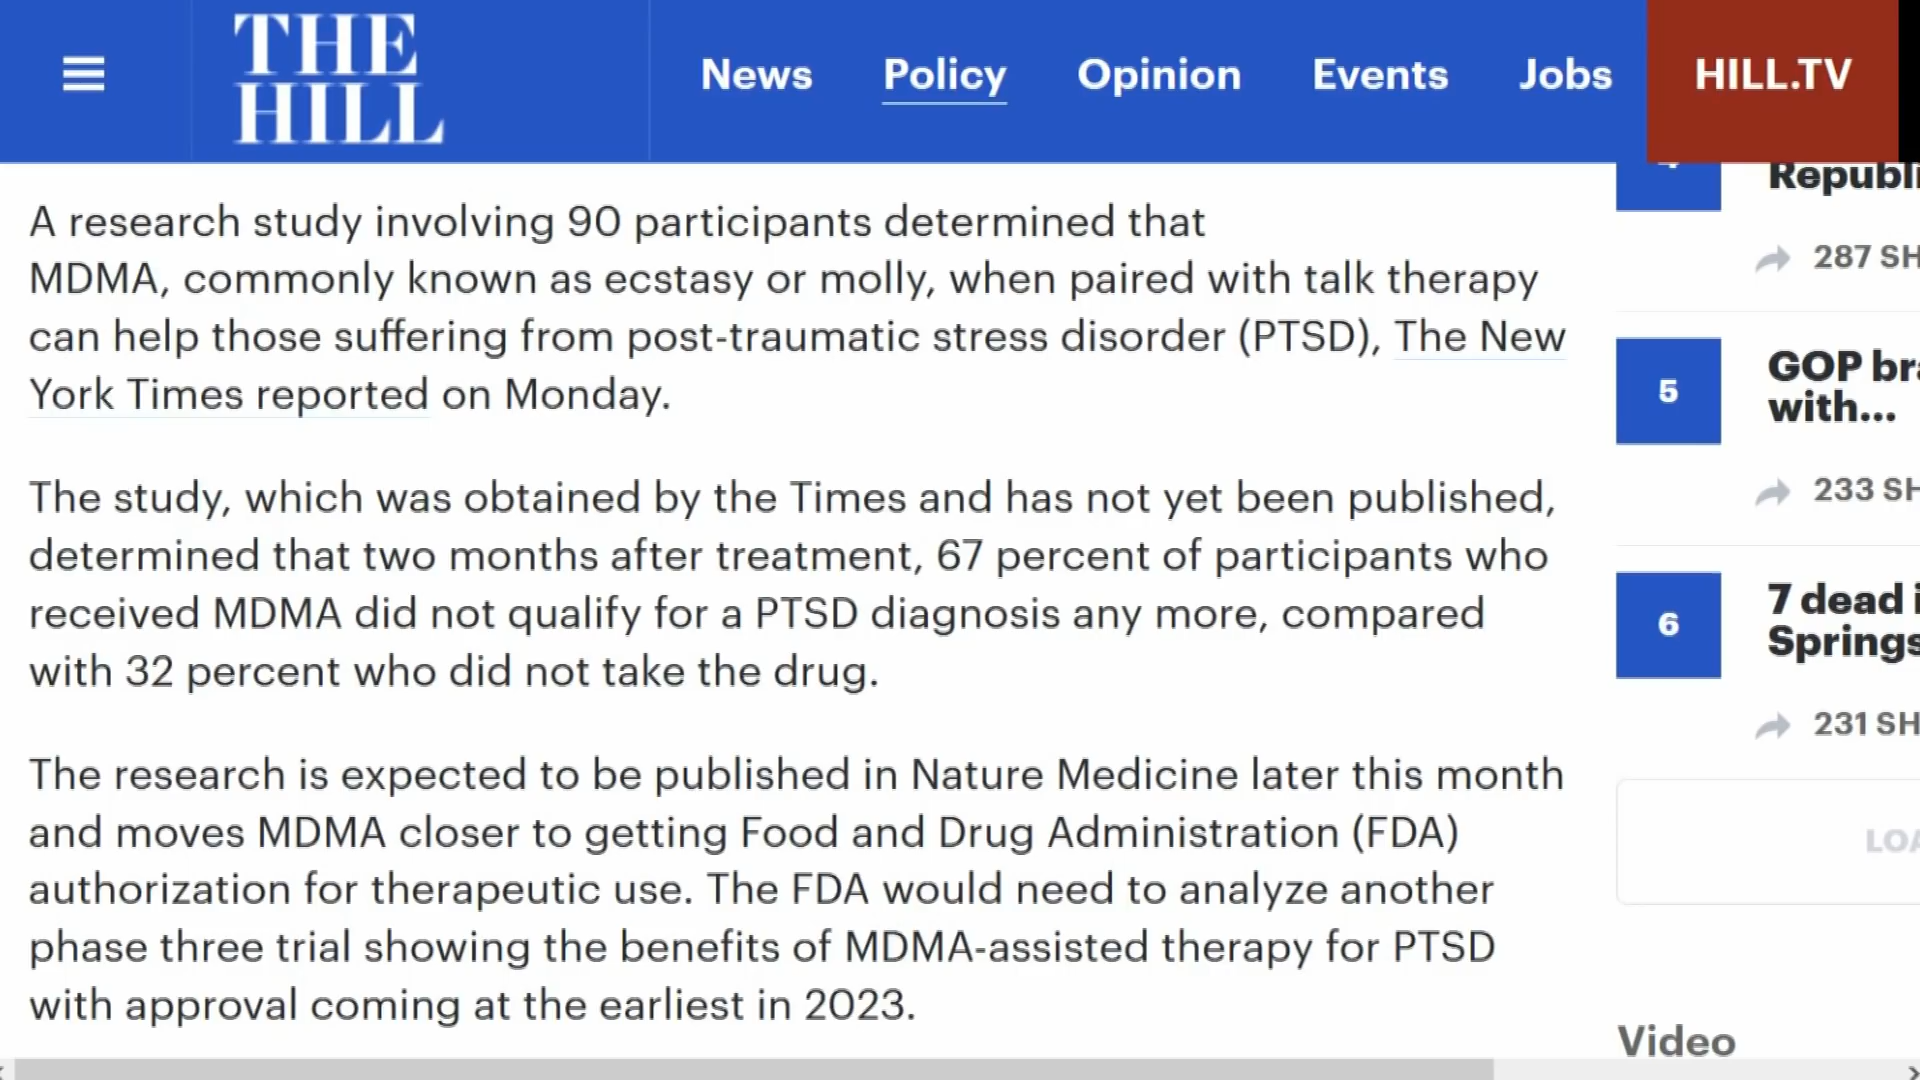 THE
HILL
News Policy Opinion Events Jobs HILL.TV
A research study involving 90 participants determined that
MDMA, commonly known as ecstasy or molly, when paired with talk therapy
can help those suffering from post-traumatic stress disorder (PTSD), The New
York Times reported on Monday.
The study, which was obtained by the Times and has not yet been published,
determined that two months after treatment, 67 percent of participants who
received MDMA did not qualify for a PTSD diagnosis any more, compared
with 32 percent who did not take the drug.
The research is expected to be published in Nature Medicine later this month
and moves MDMA closer to getting Food and Drug Administration (FDA)
authorization for therapeutic use. The FDA would need to analyze another
phase three trial showing the benefits of MDMA-assisted therapy for PTSD
with approval coming at the earliest in 2023.
287
5
GOP
with...
233
6
7 dead
Springs
231
Video